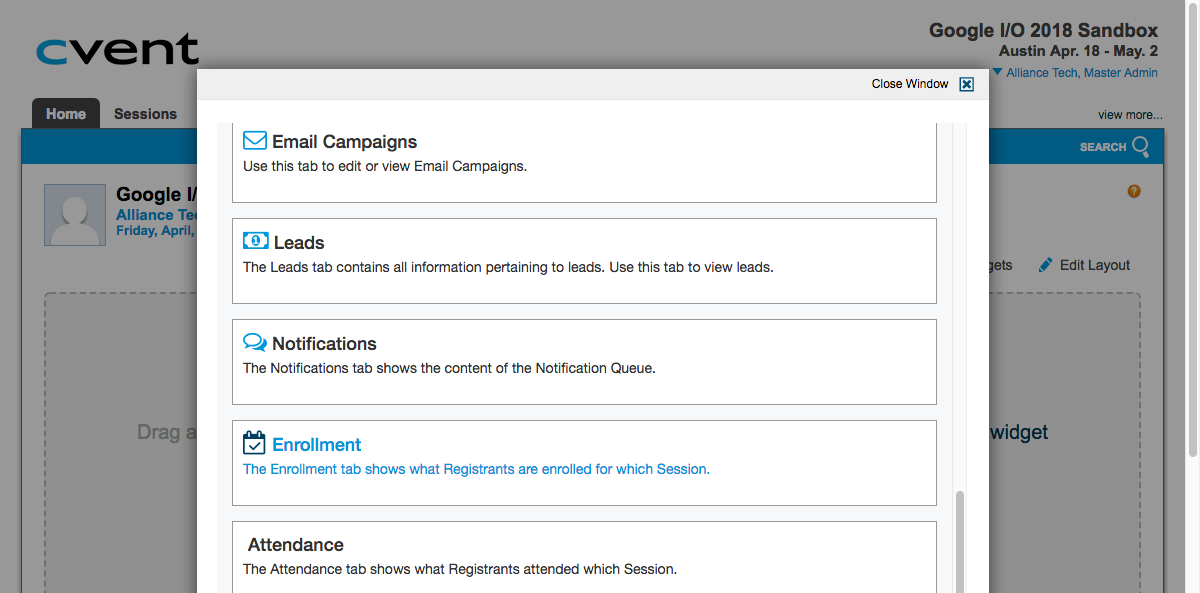 cvent
Google I/O 2018 Sandbox
Austin Apr. 18 - May. 2
Alliance Tech, Master Admin
Close Window
Home
Sessions
view more...
SEARCH
Email Campaigns
Use this tab to edit or view Email Campaigns.
Google I/
Alliance Te
Friday, April,
Leads
The Leads tab contains all information pertaining to leads. Use this tab to view leads.
gets
Edit Layout
Notifications
The Notifications tab shows the content of the Notification Queue.
Drag a
widget
Enrollment
The Enrollment tab shows what Registrants are enrolled for which Session.
Attendance
The Attendance tab shows what Registrants attended which Session.